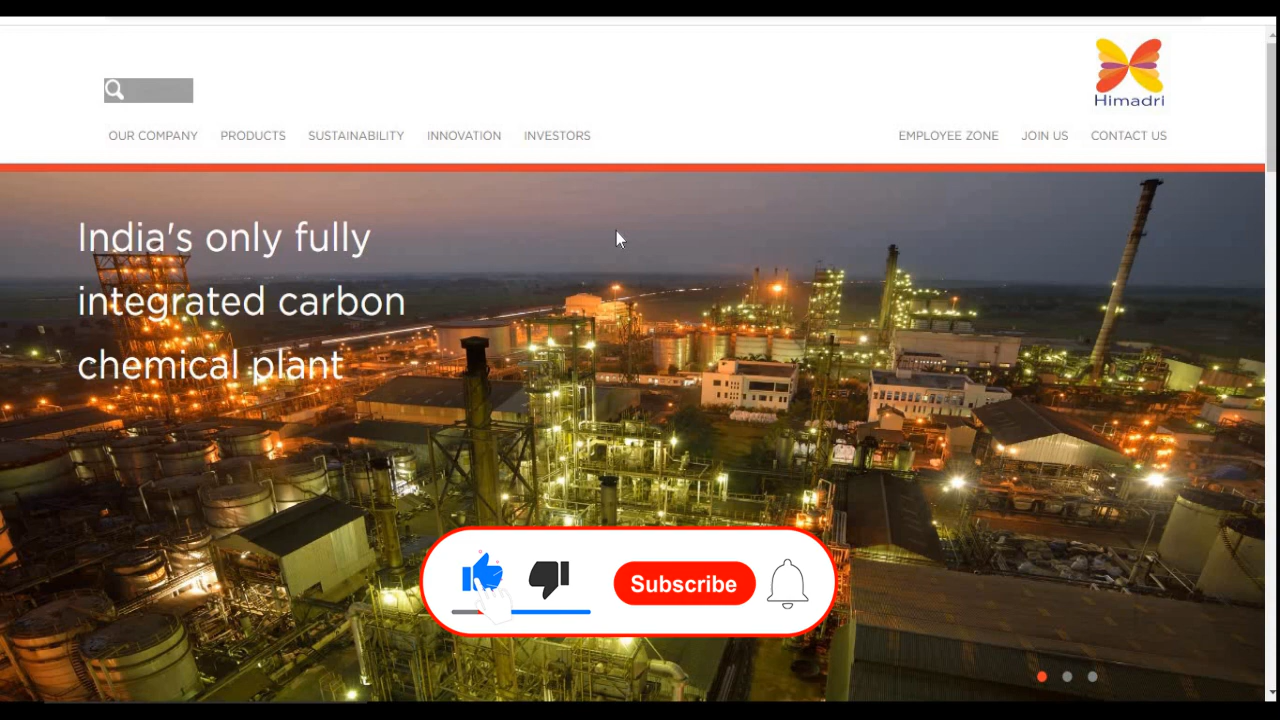 Himadri
OUR COMPANY PRODUCTS SUSTAINABILITY INNOVATION INVESTORS EMPLOYEE ZONE JOIN US CONTACT US
India's only fully
integrated carbon
chemical plant
Subscribe